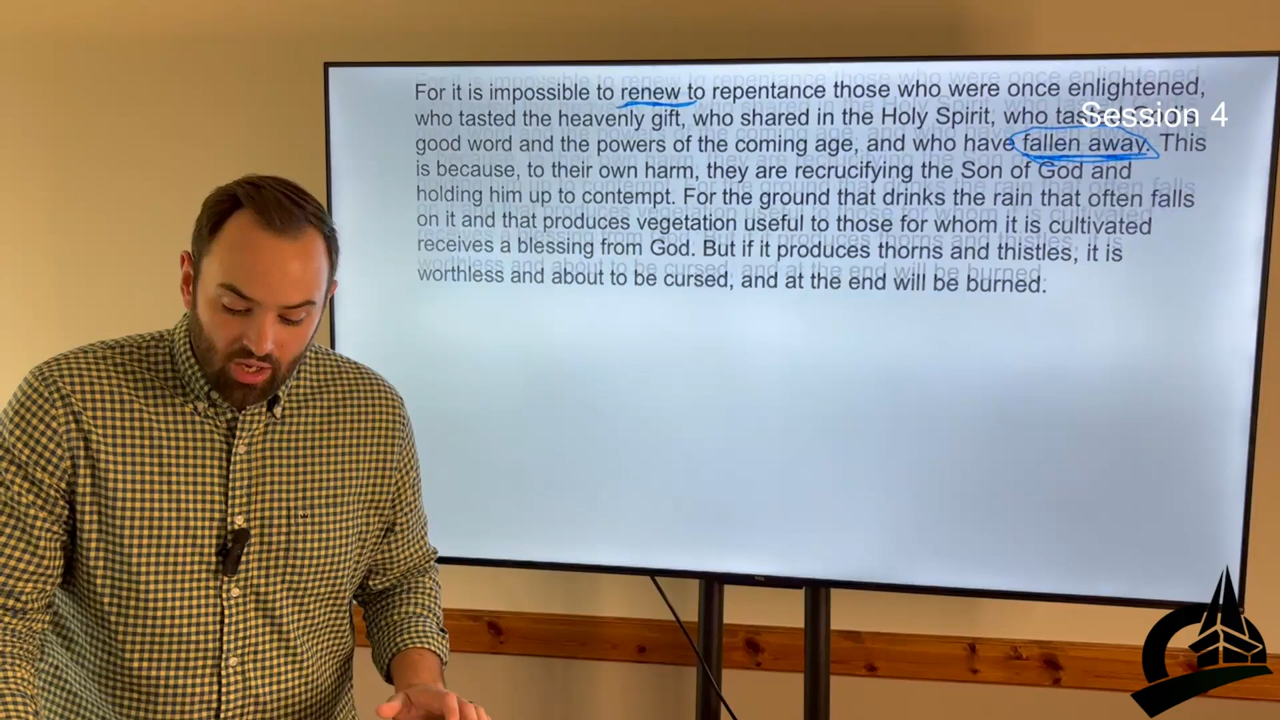 For it is impossible to renew to repentance those who were once enlightened,
who tasted the heavenly gift, who shared in the Holy Spirit, who
Session 4
good word and the powers of the coming age, and who have fallen away. This
is because, to their own harm, they are recrucifying the Son of God and
holding him up to contempt. For the ground that drinks the rain that often falls
on it and that produces vegetation useful to those for whom it is cultivated
receives a blessing from God. But if it produces thorns and thistles, it is
worthless and about to be cursed, and at the end will be burned.